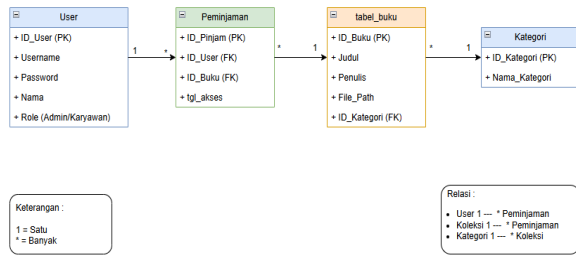 User
+ ID_User (PK)
+ Username
+ Password
+ Nama
+ Role (Admin/Karyawan)
1
*
Peminjaman
+ ID_Pinjam (PK)
+ ID_User (FK)
+ ID_Buku (FK)
+ tgl_akses
*
1
tabel_buku
+ ID_Buku (PK)
+ Judul
+ Penulis
+ File_Path
+ ID_Kategori (FK)
*
1
Kategori
+ ID_Kategori (PK)
+ Nama_Kategori
Keterangan :
1 = Satu
* = Banyak
Relasi :
• User 1 --- * Peminjaman
• Koleksi 1 --- * Peminjaman
• Kategori 1 --- * Koleksi